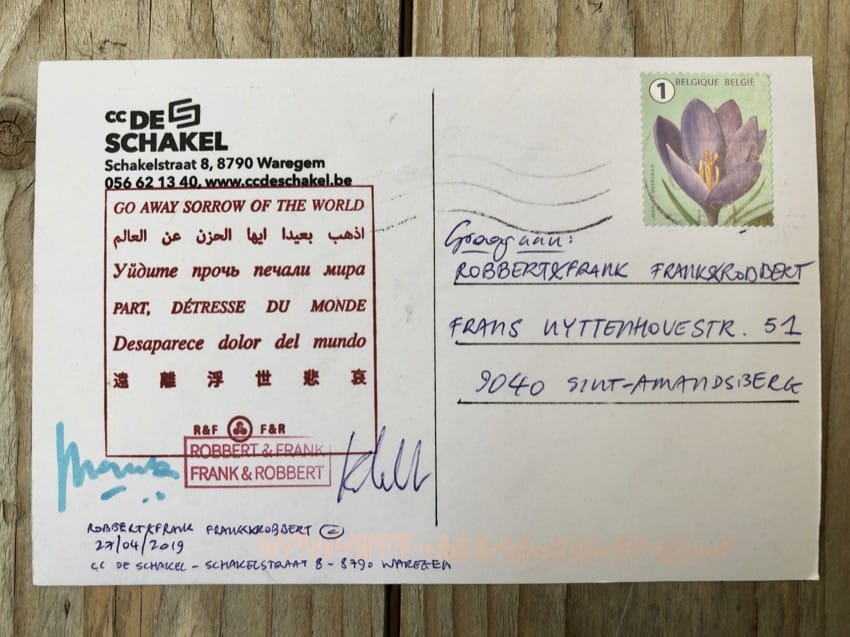 CC DE
SCHAKEL
Schakelstraat 8, 8790 Waregem
056 62 13 40, www.ccdeschakel.be
GO AWAY SORROW OF THE WORLD
اذهب بعيدا ايها الحزن عن العالم
Уйдите прочь печали мира
PART, DÉTRESSE DU MONDE
Desaparece dolor del mundo
遠離浮世悲哀
R&F F&R
ROBBERT & FRANK
FRANK & ROBBERT
ROBBERT&FRANK FRANK&ROBBERT
27/04/2019
CC DE SCHAKEL - SCHAKELSTRAAT 8 - 8790 WAREGEM
1 BELGIQUE BELGIË
Graag aan:
ROBBERT&FRANK FRANK&ROBBERT
FRANS UYTTENHOVESTR. 51
9040 SINT-AMANDSBERG